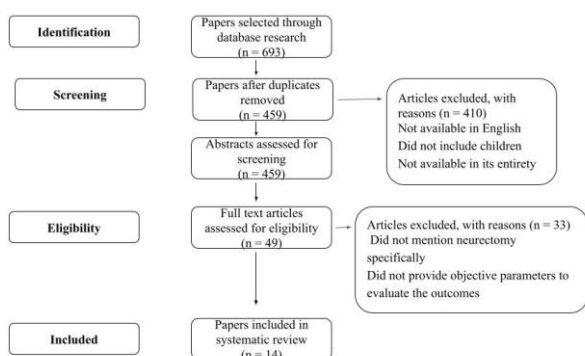 Identification
Papers selected through
database research
(n = 693)
Screening
Papers after duplicates
removed
(n = 459)
Articles excluded, with
reasons (n = 410)
Not available in English
Did not include children
Not available in its entirety
Abstracts assessed for
screening
(n = 459)
Eligibility
Full text articles
assessed for eligibility
(n = 49)
Articles excluded, with reasons (n = 33)
Did not mention neurectomy
specifically
Did not provide objective parameters to
evaluate the outcomes
Included
Papers included in
systematic review
(n = 14)